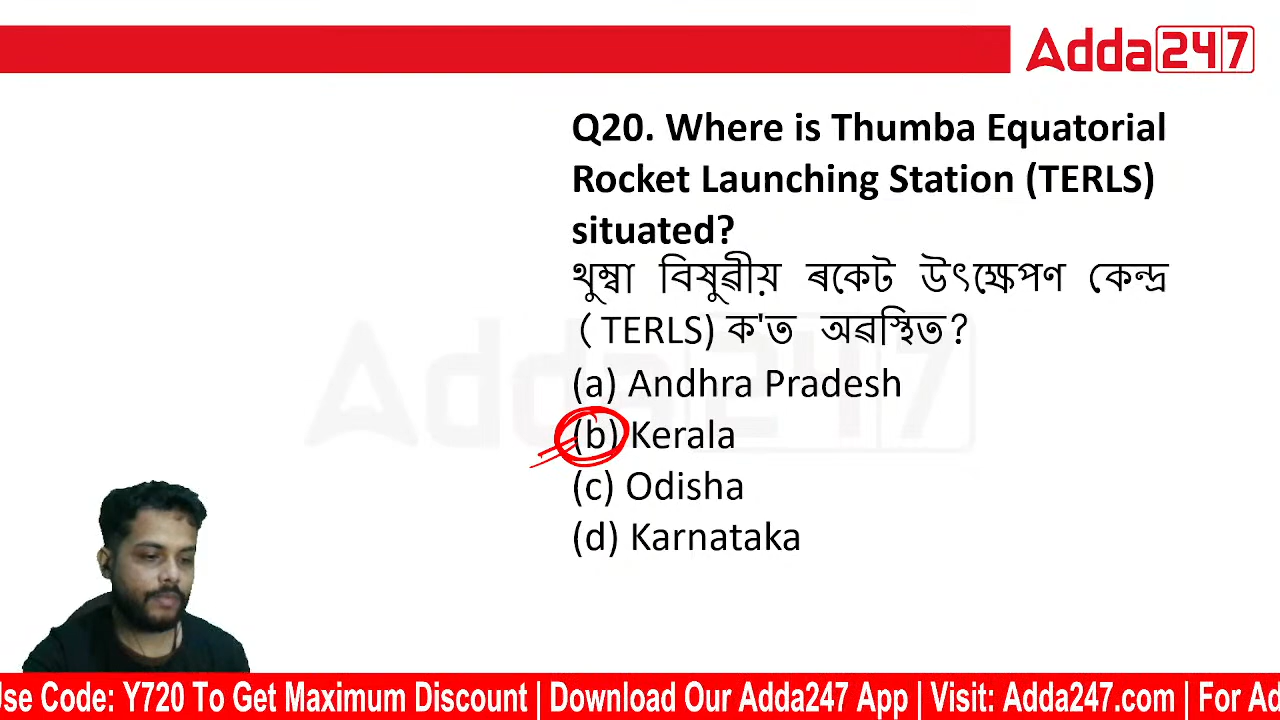 Adda247
Q20. Where is Thumba Equatorial
Rocket Launching Station (TERLS)
situated?
থুম্বা বিষুৱীয় ৰকেট উৎক্ষেপণ কেন্দ্ৰ
(TERLS) ক'ত অৱস্থিত?
(a) Andhra Pradesh
(b) Kerala
(c) Odisha
(d) Karnataka
Adda247
Use Code: Y720 To Get Maximum Discount | Download Our Adda247 App | Visit: Adda247.com | For Ad